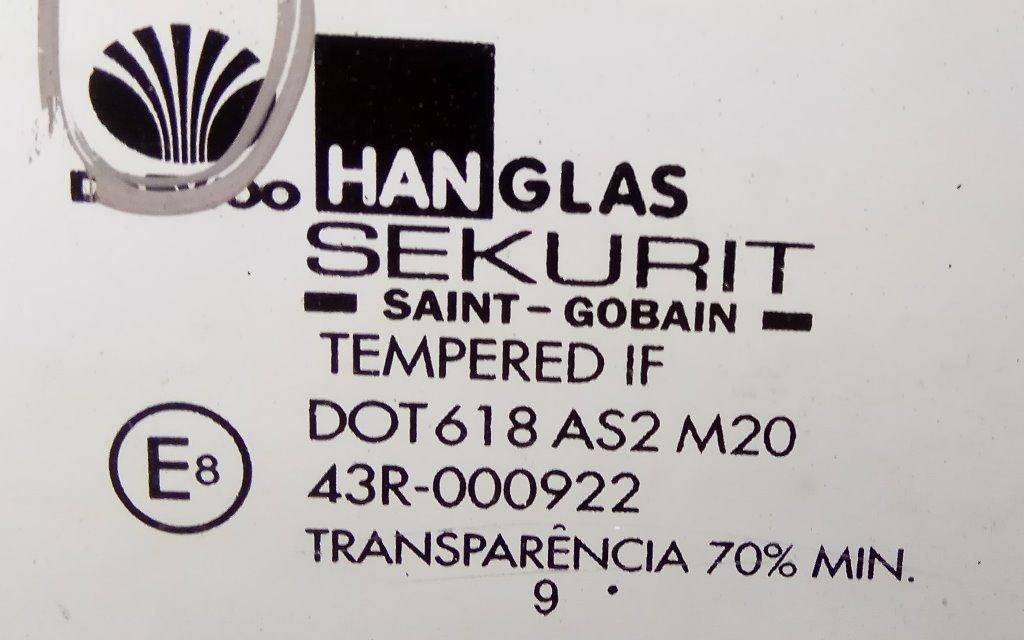 HANGLAS
SEKURIT
SAINT-GOBAIN
TEMPERED IF
DOT618 AS2 M20
E8
43R-000922
TRANSPARÊNCIA 70% MIN.
9 .